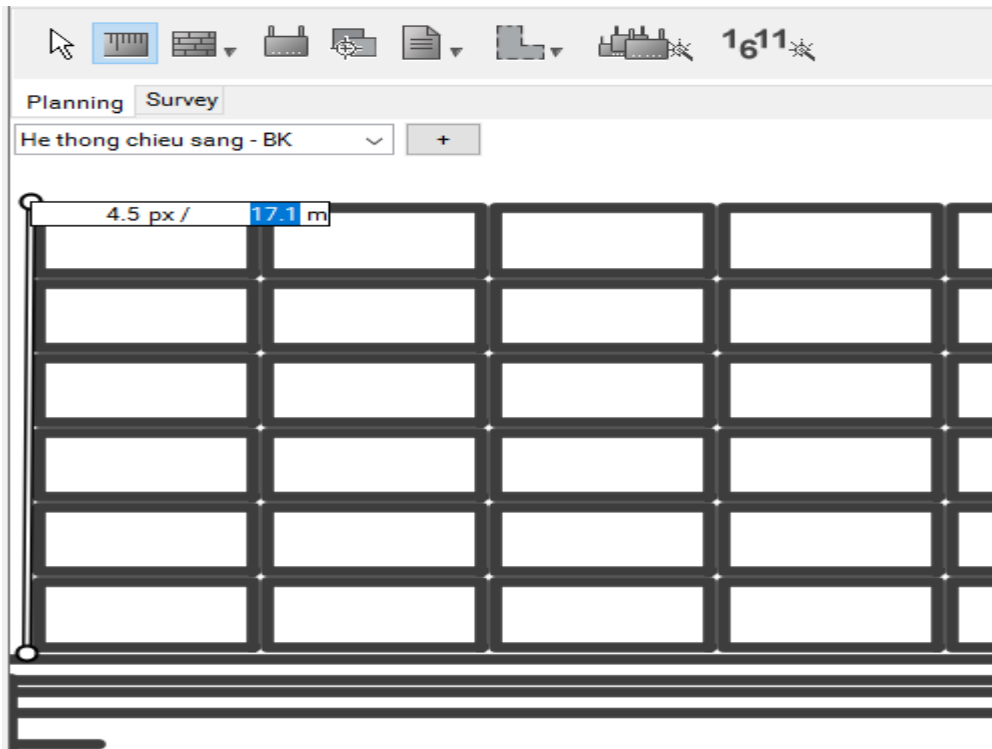 1611
Planning Survey
He thong chieu sang - BK +
4.5 px / 17.1 m